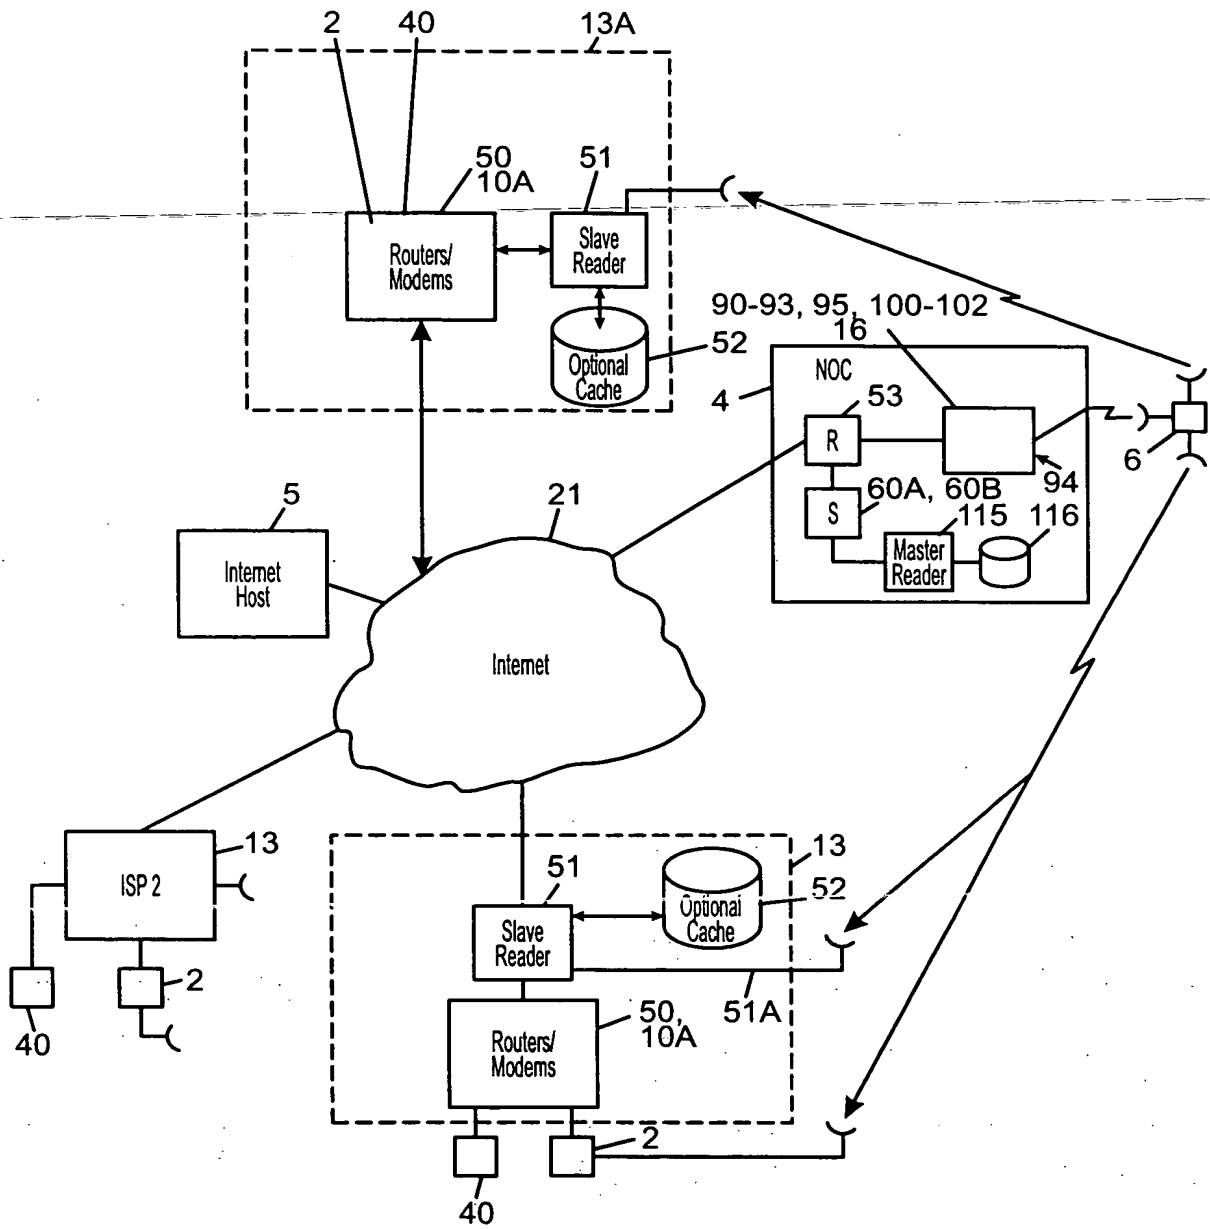 2
40
13A
50
10A
51
Routers/
Modems
Slave
Reader
Optional
Cache
52
90-93, 95, 100-102
16
NOC
4
53
R
94
6
60A, 60B
S
115
116
Master
Reader
5
Internet
Host
21
Internet
13
ISP 2
2
40
13
51
52
Optional
Cache
Slave
Reader
51A
50,
10A
Routers/
Modems
2
40